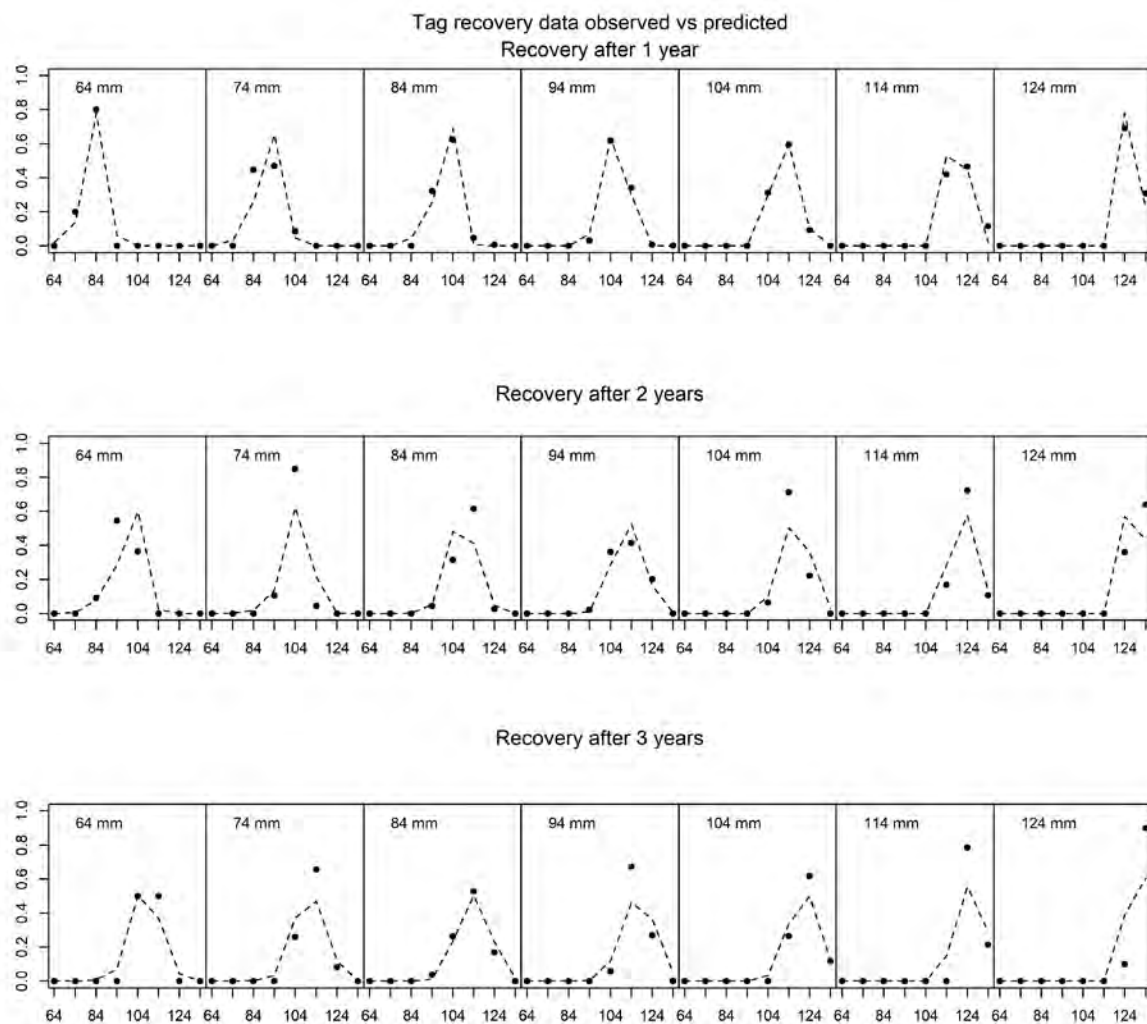 Tag recovery data observed vs predicted
Recovery after 1 year
0.0 0.2 0.4 0.6 0.8 1.0
64 mm 74 mm 84 mm 94 mm 104 mm 114 mm 124 mm
64 84 104 124 64 84 104 124 64 84 104 124 64 84 104 124 64 84 104 124 64 84 104 124 64 84 104 124
Recovery after 2 years
0.0 0.2 0.4 0.6 0.8 1.0
64 mm 74 mm 84 mm 94 mm 104 mm 114 mm 124 mm
64 84 104 124 64 84 104 124 64 84 104 124 64 84 104 124 64 84 104 124 64 84 104 124 64 84 104 124
Recovery after 3 years
0.0 0.2 0.4 0.6 0.8 1.0
64 mm 74 mm 84 mm 94 mm 104 mm 114 mm 124 mm
64 84 104 124 64 84 104 124 64 84 104 124 64 84 104 124 64 84 104 124 64 84 104 124 64 84 104 124